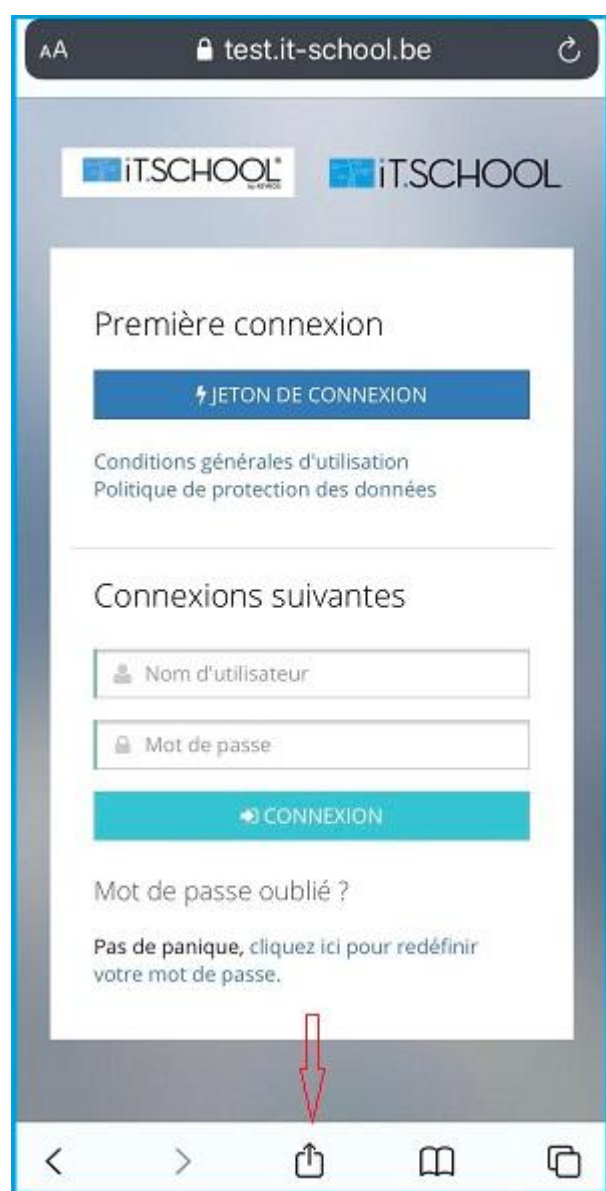 AA test.it-school.be
iT.SCHOOL® iT.SCHOOL
Première connexion
JETON DE CONNEXION
Conditions générales d'utilisation
Politique de protection des données
Connexions suivantes
Nom d'utilisateur
Mot de passe
CONNEXION
Mot de passe oublié ?
Pas de panique, cliquez ici pour redéfinir
votre mot de passe.